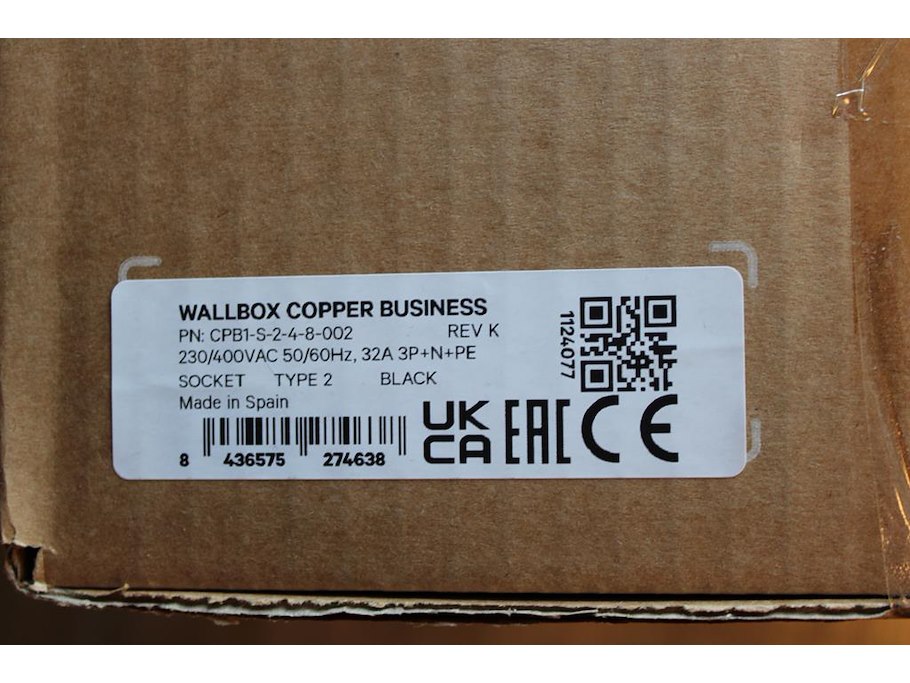 WALLBOX COPPER BUSINESS
PN: CPB1-S-2-4-8-002 REV K
230/400VAC 50/60Hz, 32A 3P+N+PE
SOCKET TYPE 2 BLACK
Made in Spain
8 436575 274638
UK
CA
EAC
CE
1124077